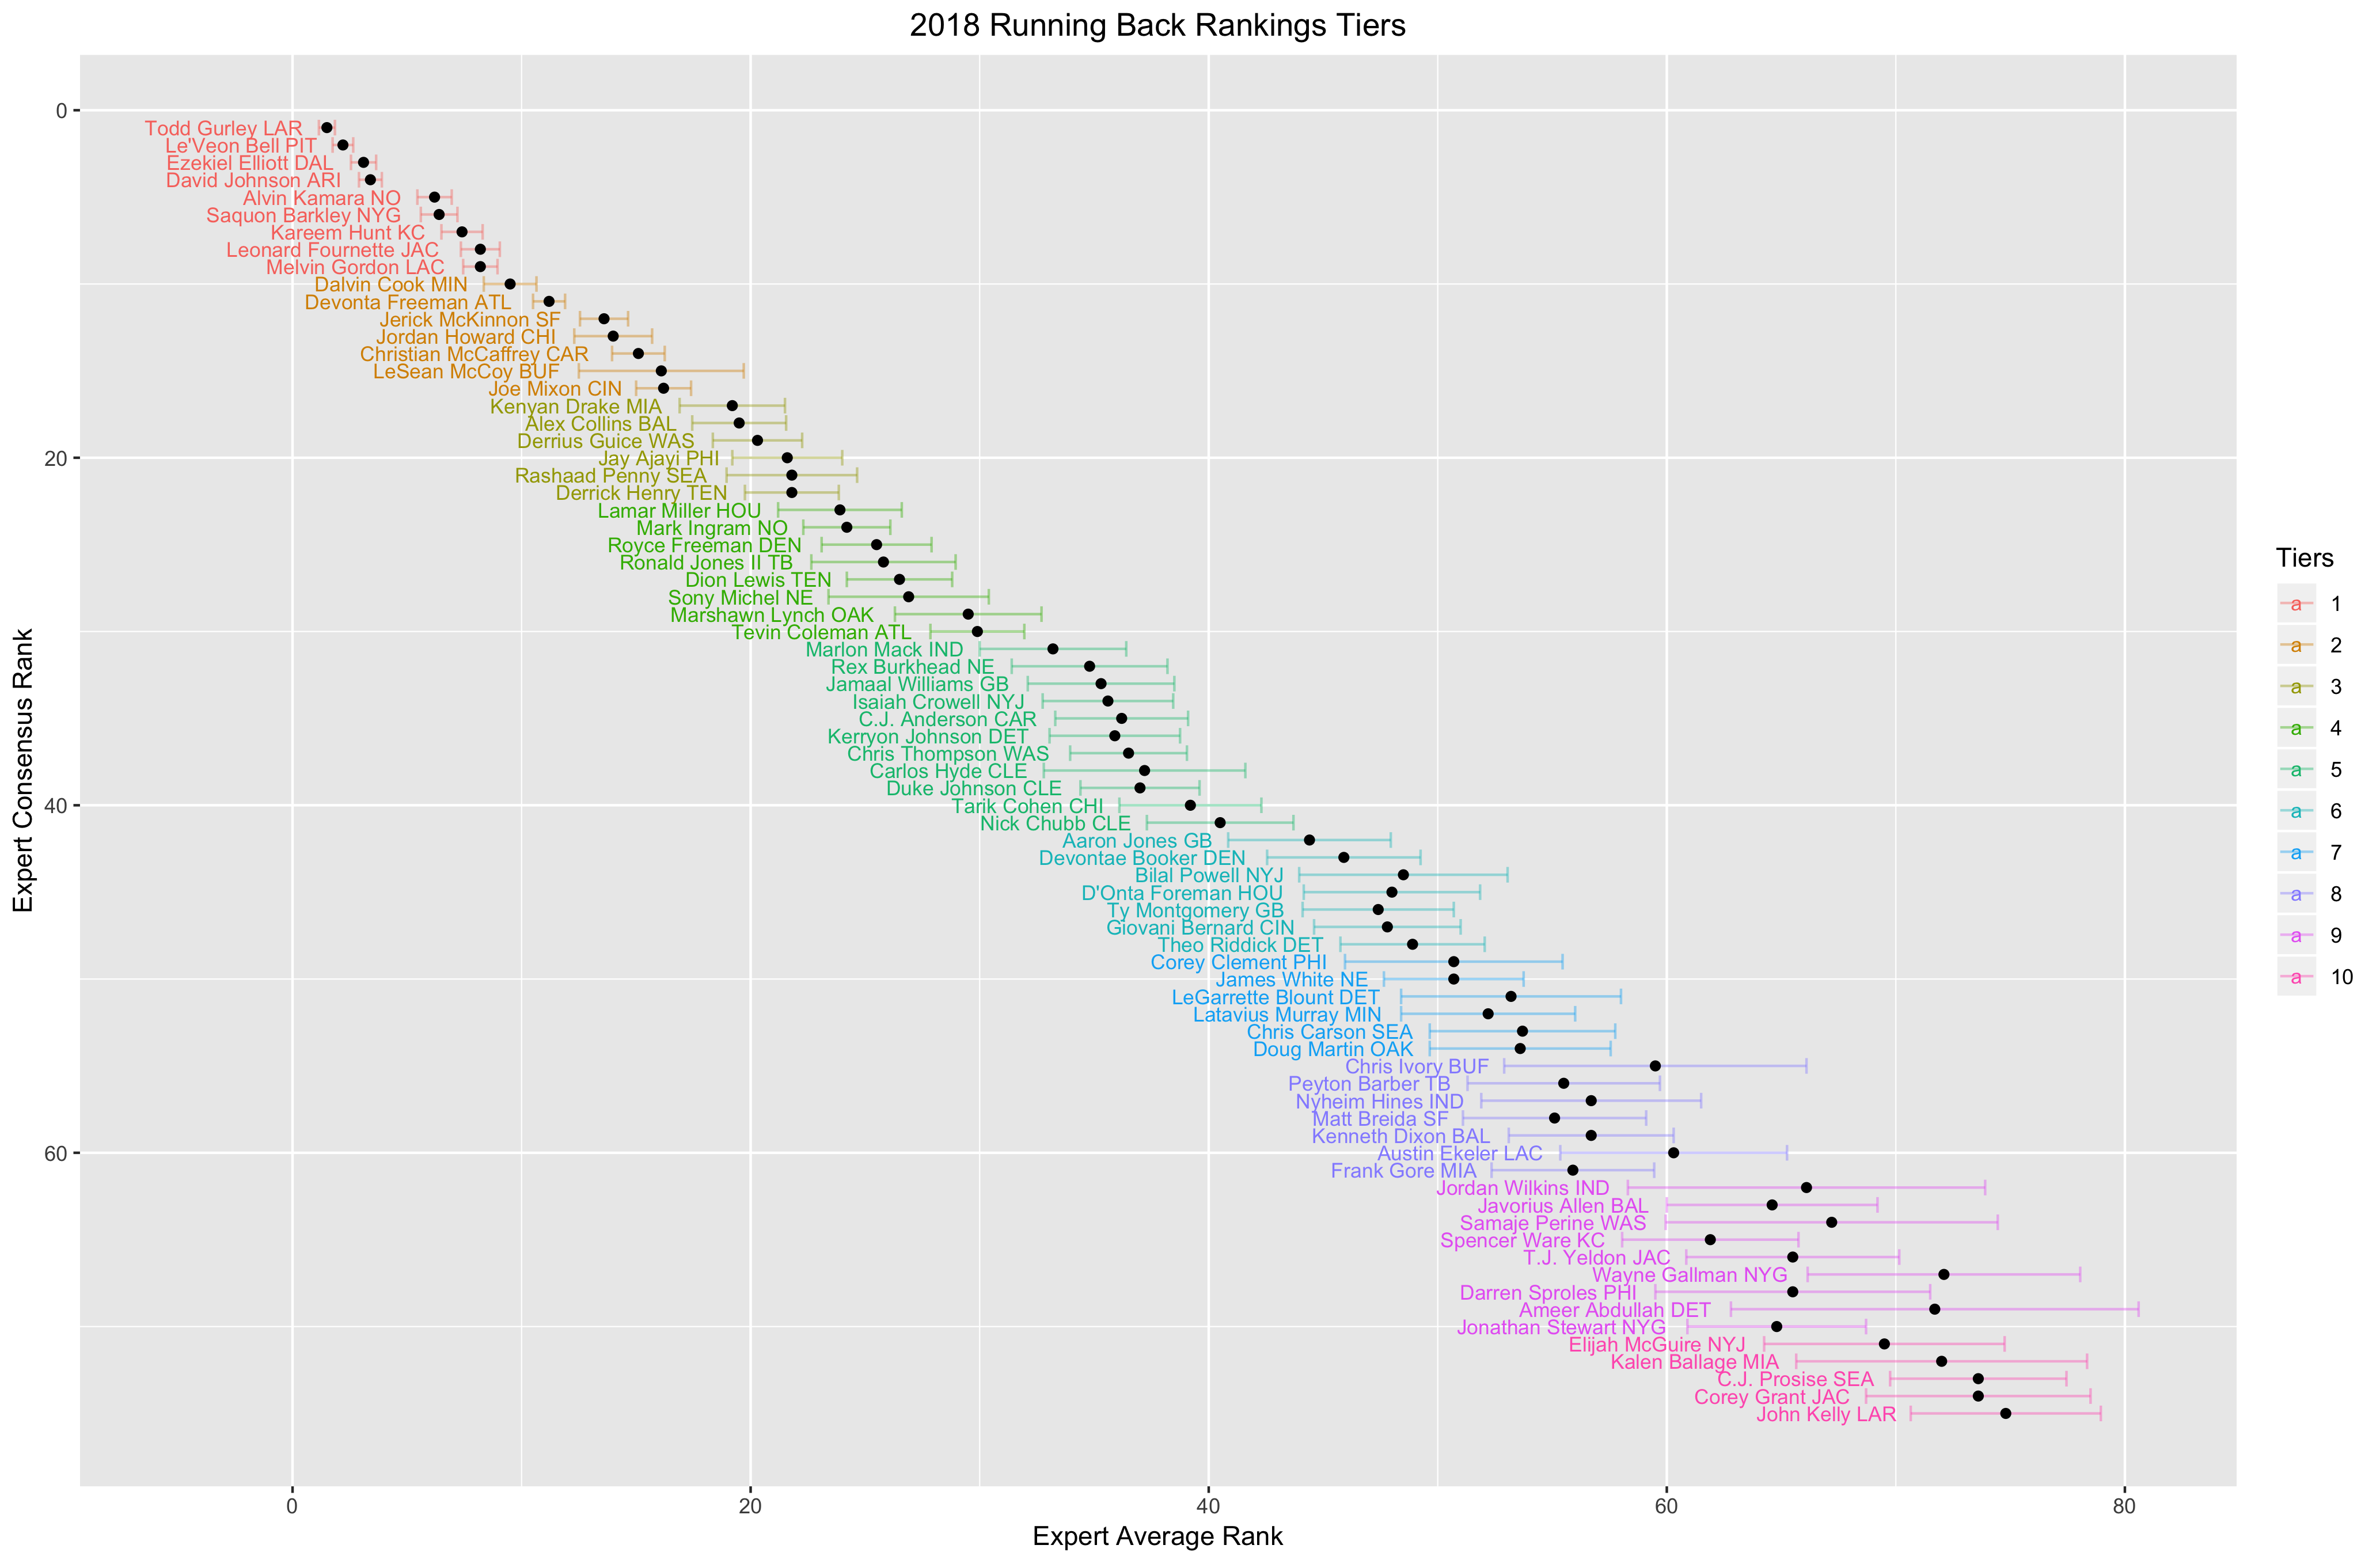 2018 Running Back Rankings Tiers
Expert Consensus Rank
0
20
40
60
Todd Gurley LAR
Le'Veon Bell PIT
Ezekiel Elliott DAL
David Johnson ARI
Alvin Kamara NO
Saquon Barkley NYG
Kareem Hunt KC
Leonard Fournette JAC
Melvin Gordon LAC
Dalvin Cook MIN
Devonta Freeman ATL
Jerick McKinnon SF
Jordan Howard CHI
Christian McCaffrey CAR
LeSean McCoy BUF
Joe Mixon CIN
Kenyan Drake MIA
Alex Collins BAL
Derrius Guice WAS
Jay Ajayi PHI
Rashaad Penny SEA
Derrick Henry TEN
Lamar Miller HOU
Mark Ingram NO
Royce Freeman DEN
Ronald Jones II TB
Dion Lewis TEN
Sony Michel NE
Marshawn Lynch OAK
Tevin Coleman ATL
Marlon Mack IND
Rex Burkhead NE
Jamaal Williams GB
Isaiah Crowell NYJ
C.J. Anderson CAR
Kerryon Johnson DET
Chris Thompson WAS
Carlos Hyde CLE
Duke Johnson CLE
Tarik Cohen CHI
Nick Chubb CLE
Aaron Jones GB
Devontae Booker DEN
Bilal Powell NYJ
D'Onta Foreman HOU
Ty Montgomery GB
Giovani Bernard CIN
Theo Riddick DET
Corey Clement PHI
James White NE
LeGarrette Blount DET
Latavius Murray MIN
Chris Carson SEA
Doug Martin OAK
Chris Ivory BUF
Peyton Barber TB
Nyheim Hines IND
Matt Breida SF
Kenneth Dixon BAL
Austin Ekeler LAC
Frank Gore MIA
Jordan Wilkins IND
Javorius Allen BAL
Samaje Perine WAS
Spencer Ware KC
T.J. Yeldon JAC
Wayne Gallman NYG
Darren Sproles PHI
Ameer Abdullah DET
Jonathan Stewart NYG
Elijah McGuire NYJ
Kalen Ballage MIA
C.J. Prosise SEA
Corey Grant JAC
John Kelly LAR
0 20 40 60 80
Expert Average Rank
Tiers
a 1
a 2
a 3
a 4
a 5
a 6
a 7
a 8
a 9
a 10